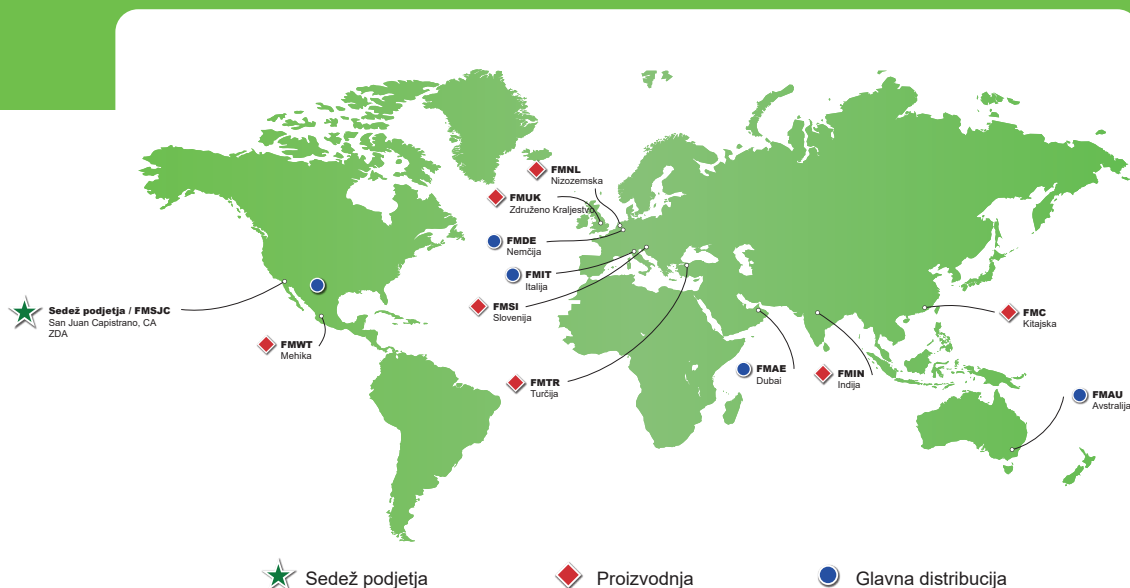 FMNL
Nizozemska
FMUK
Združeno Kraljestvo
FMDE
Nemčija
FMIT
Italija
FMSI
Slovenija
Sedež podjetja / FMSJC
San Juan Capistrano, CA
ZDA
FMWT
Mehika
FMTR
Turčija
FMAE
Dubai
FMIN
Indija
FMC
Kitajska
FMAU
Avstralija
Sedež podjetja
Proizvodnja
Glavna distribucija